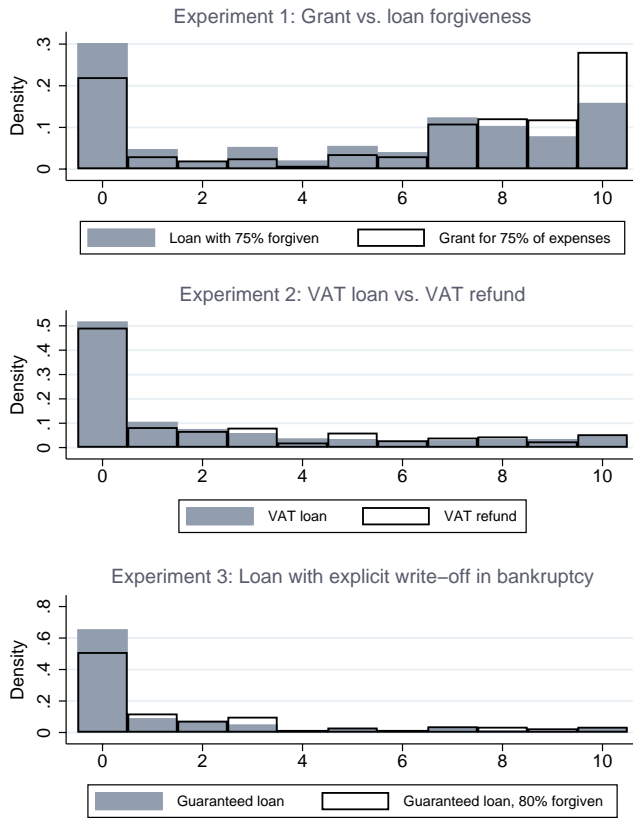 Experiment 1: Grant vs. loan forgiveness
Density
.3
.2
.1
0
0 2 4 6 8 10
Loan with 75% forgiven Grant for 75% of expenses
Experiment 2: VAT loan vs. VAT refund
Density
.5
.4
.3
.2
.1
0
0 2 4 6 8 10
VAT loan VAT refund
Experiment 3: Loan with explicit write−off in bankruptcy
Density
.8
.6
.4
.2
0
0 2 4 6 8 10
Guaranteed loan Guaranteed loan, 80% forgiven